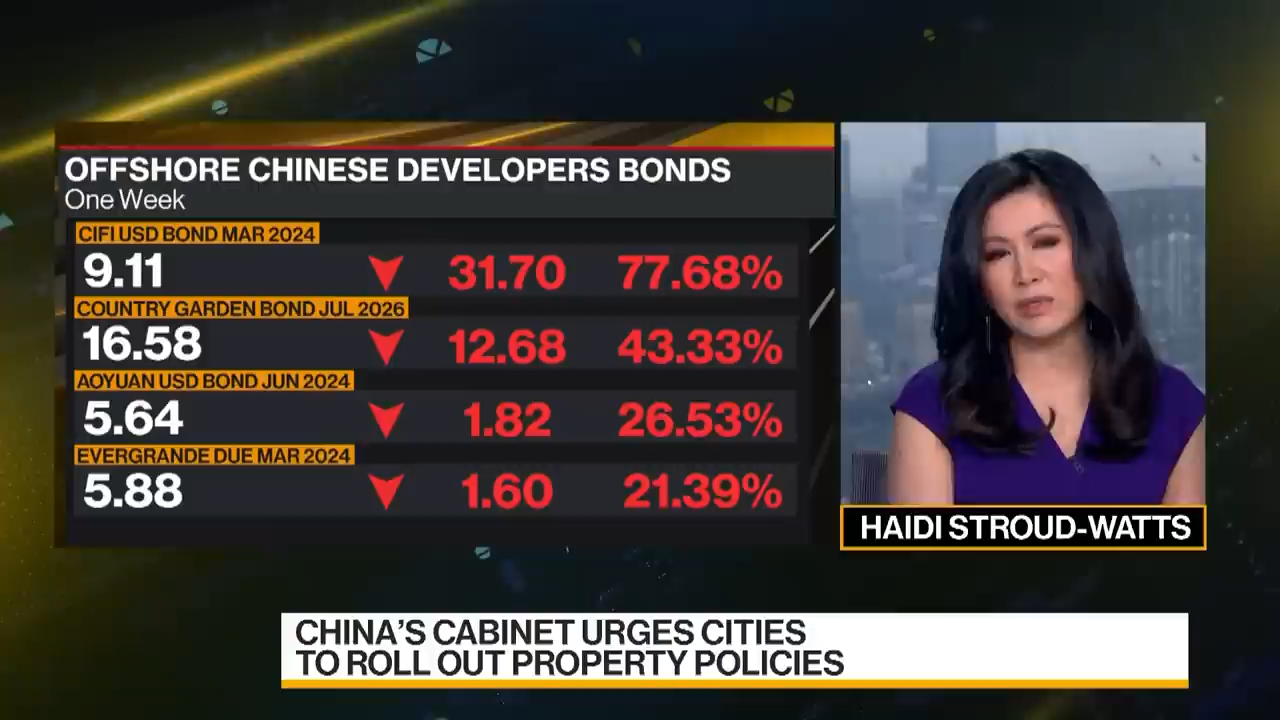 OFFSHORE CHINESE DEVELOPERS BONDS
One Week
CIFI USD BOND MAR 2024
9.11 31.70 77.68%
COUNTRY GARDEN BOND JUL 2026
16.58 12.68 43.33%
AOYUAN USD BOND JUN 2024
5.64 1.82 26.53%
EVERGRANDE DUE MAR 2024
5.88 1.60 21.39%
HAIDI STROUD-WATTS
CHINA'S CABINET URGES CITIES
TO ROLL OUT PROPERTY POLICIES